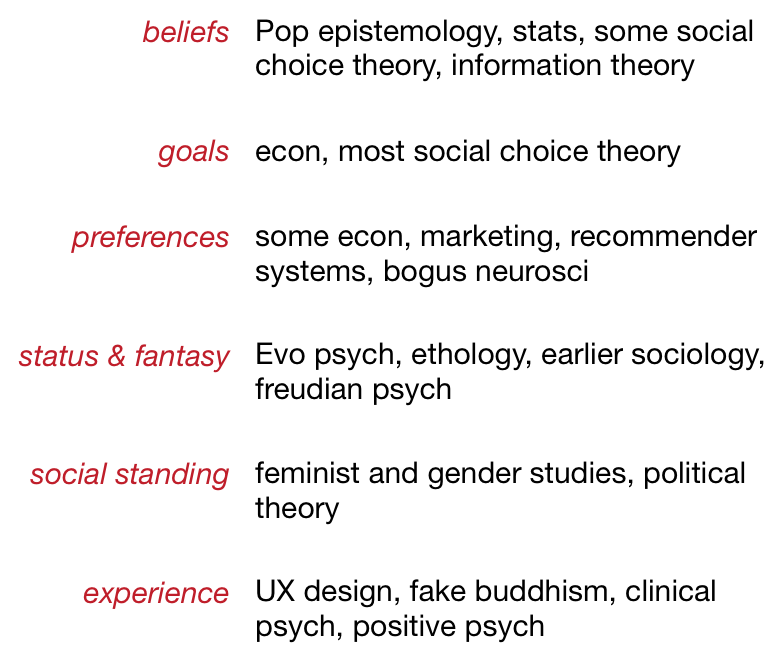 beliefs Pop epistemology, stats, some social
choice theory, information theory
goals econ, most social choice theory
preferences some econ, marketing, recommender
systems, bogus neurosci
status & fantasy Evo psych, ethology, earlier sociology,
freudian psych
social standing feminist and gender studies, political
theory
experience UX design, fake buddhism, clinical
psych, positive psych